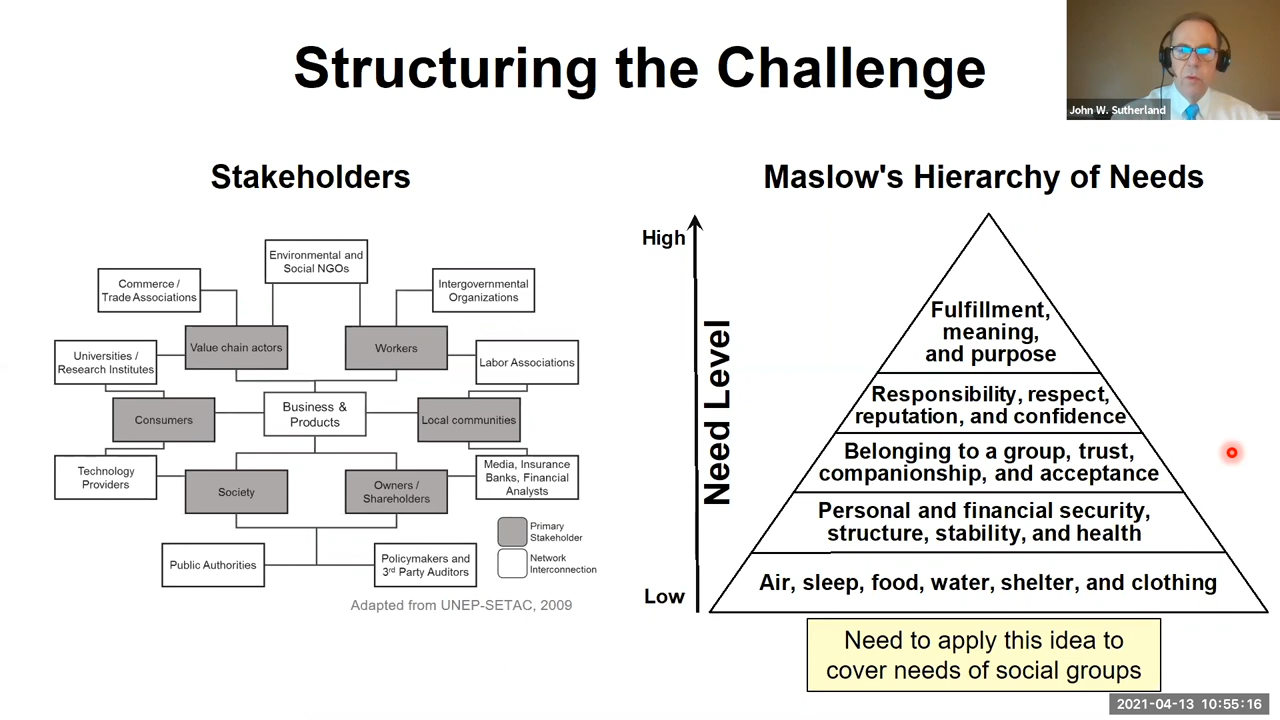 Structuring the Challenge
John W. Sutherland
Stakeholders
Environmental and
Social NGOs
Commerce /
Trade Associations
Intergovernmental
Organizations
Value chain actors
Workers
Universities /
Research Institutes
Labor Associations
Consumers
Business &
Products
Local communities
Technology
Providers
Society
Owners /
Shareholders
Media, Insurance
Banks, Financial
Analysts
Primary
Stakeholder
Network
Interconnection
Public Authorities
Policymakers and
3rd Party Auditors
Adapted from UNEP-SETAC, 2009
Maslow's Hierarchy of Needs
High
Need Level
Low
Fulfillment,
meaning,
and purpose
Responsibility, respect,
reputation, and confidence
Belonging to a group, trust,
companionship, and acceptance
Personal and financial security,
structure, stability, and health
Air, sleep, food, water, shelter, and clothing
Need to apply this idea to
cover needs of social groups
2021-04-13 10:55:16